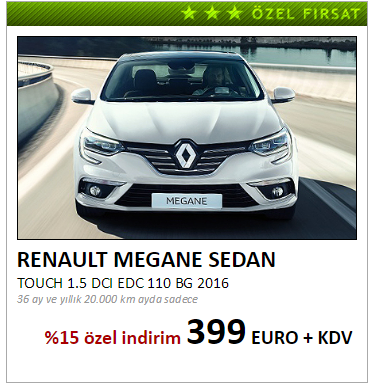 ★ ★ ★ ÖZEL FIRSAT
MEGANE
RENAULT MEGANE SEDAN
TOUCH 1.5 DCI EDC 110 BG 2016
36 ay ve yıllık 20.000 km ayda sadece
%15 özel indirim 399 EURO + KDV